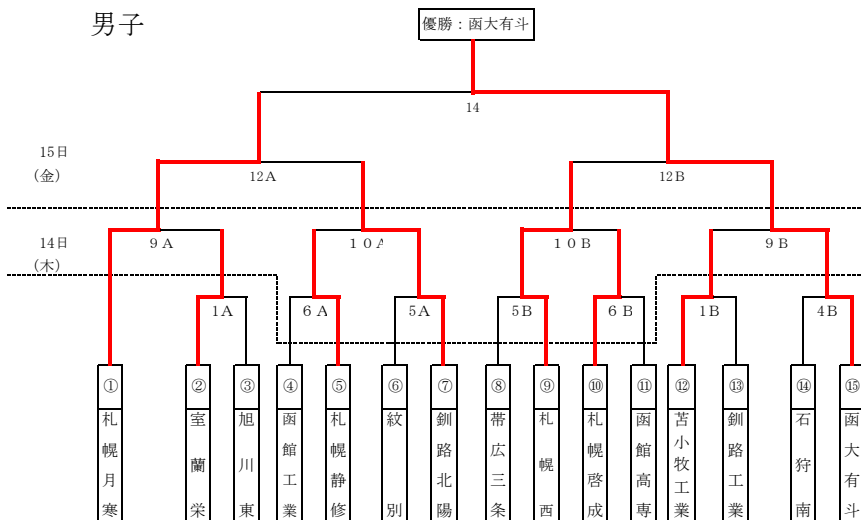 男子
優勝：函大有斗
14
15日
(金)
12A
12B
14日
(木)
9A
10A
10B
9B
1A
6A
5A
5B
6B
1B
4B
① 札幌月寒
② 室蘭栄
③ 旭川東
④ 函館工業
⑤ 札幌静修
⑥ 紋別
⑦ 釧路北陽
⑧ 帯広三条
⑨ 札幌西
⑩ 札幌啓成
⑪ 函館高専
⑫ 苫小牧工業
⑬ 釧路工業
⑭ 石狩南
⑮ 函大有斗